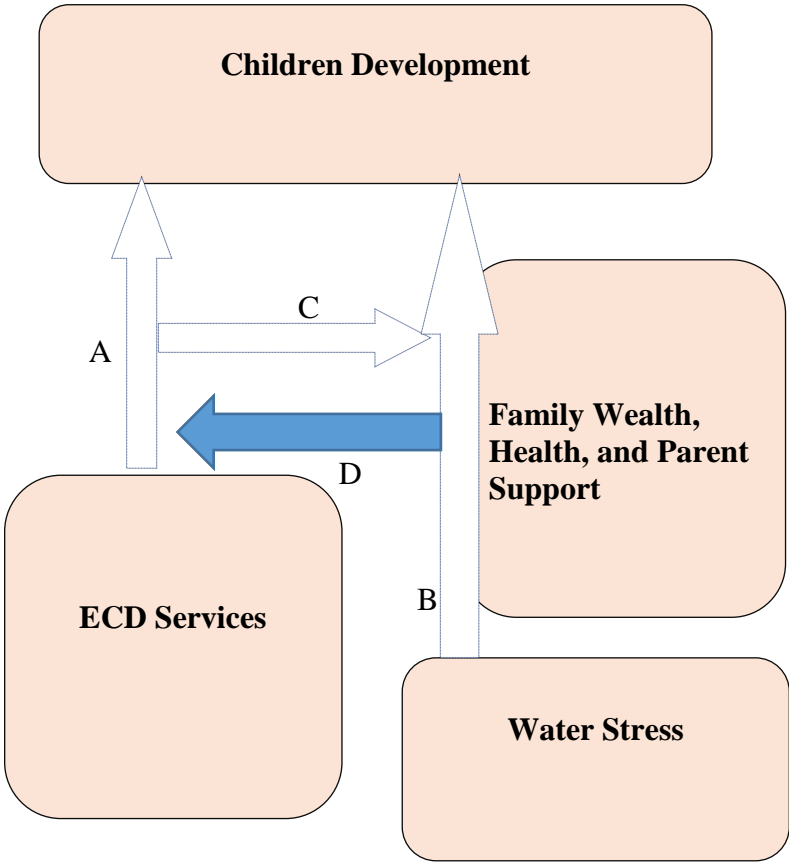 Children Development
C
A
Family Wealth,
Health, and Parent
Support
D
B
ECD Services
Water Stress